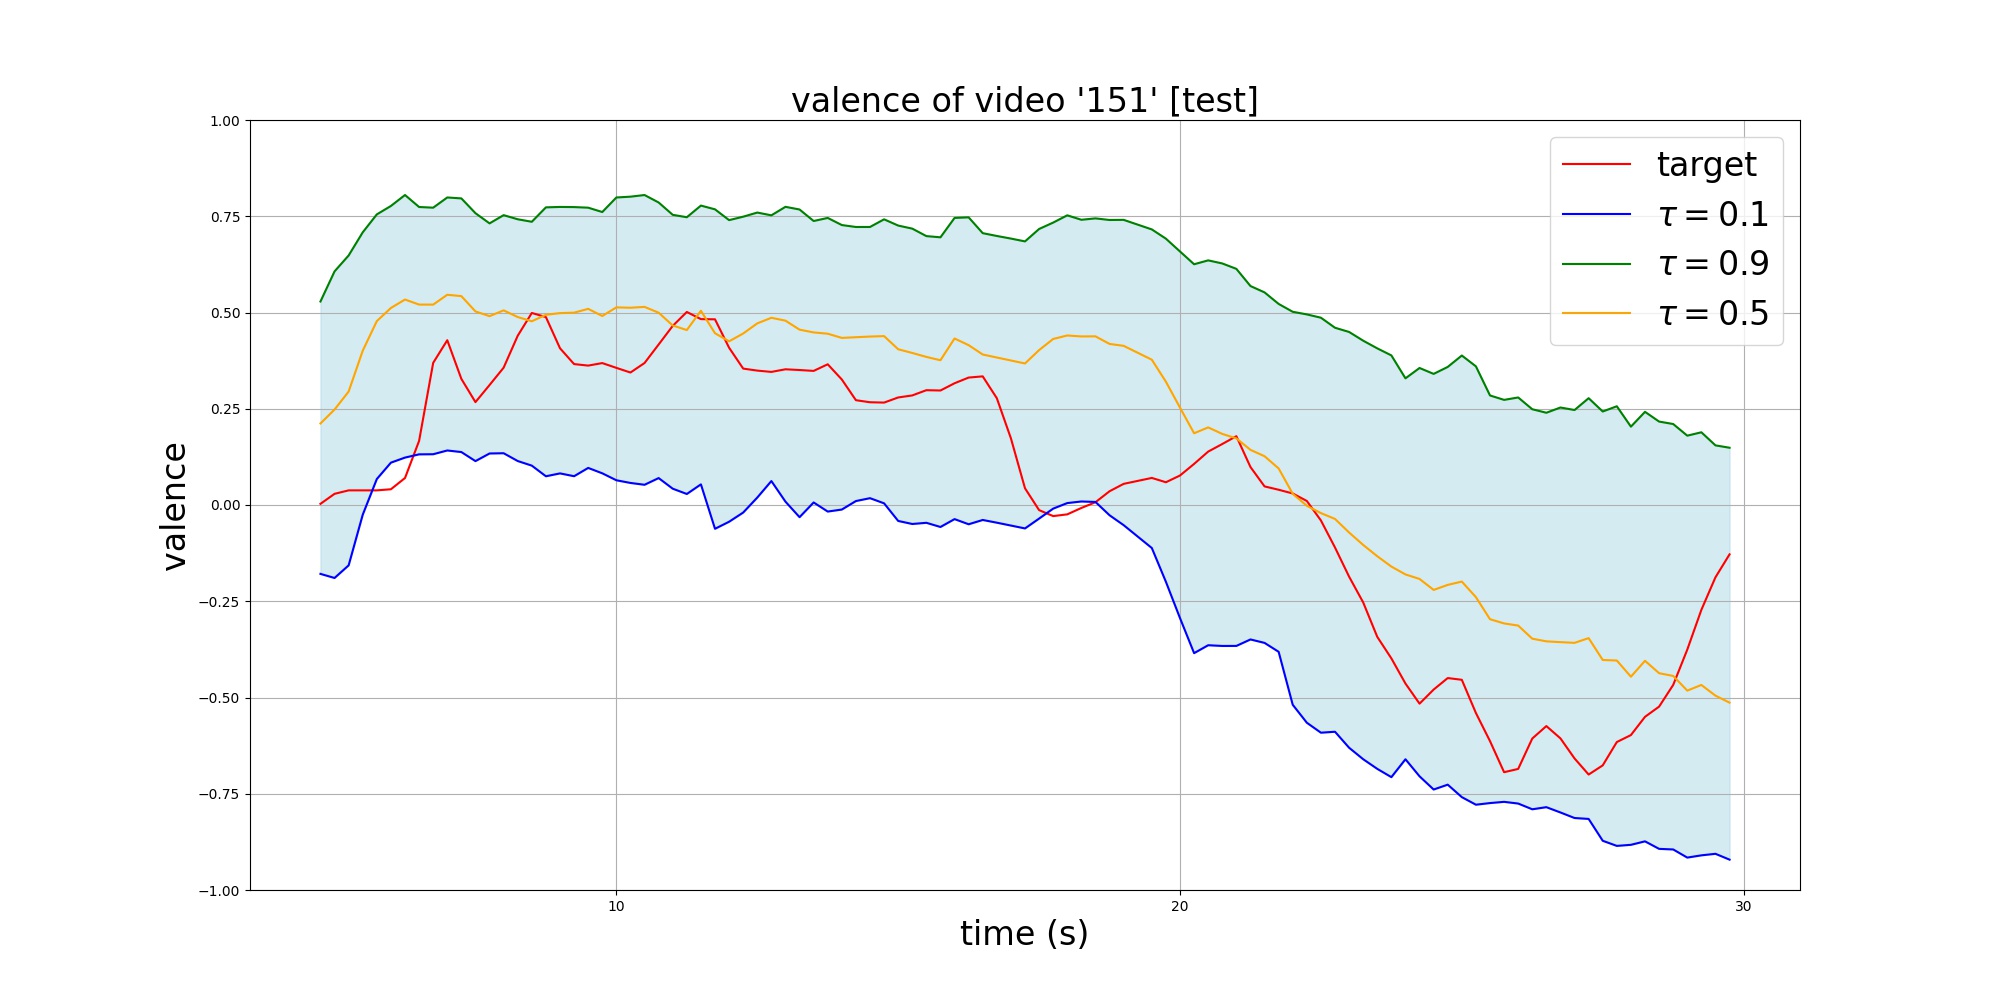 valence of video '151' [test]
1.00
0.75
0.50
0.25
0.00
−0.25
−0.50
−0.75
−1.00
valence
target
τ = 0.1
τ = 0.9
τ = 0.5
10
20
30
time (s)